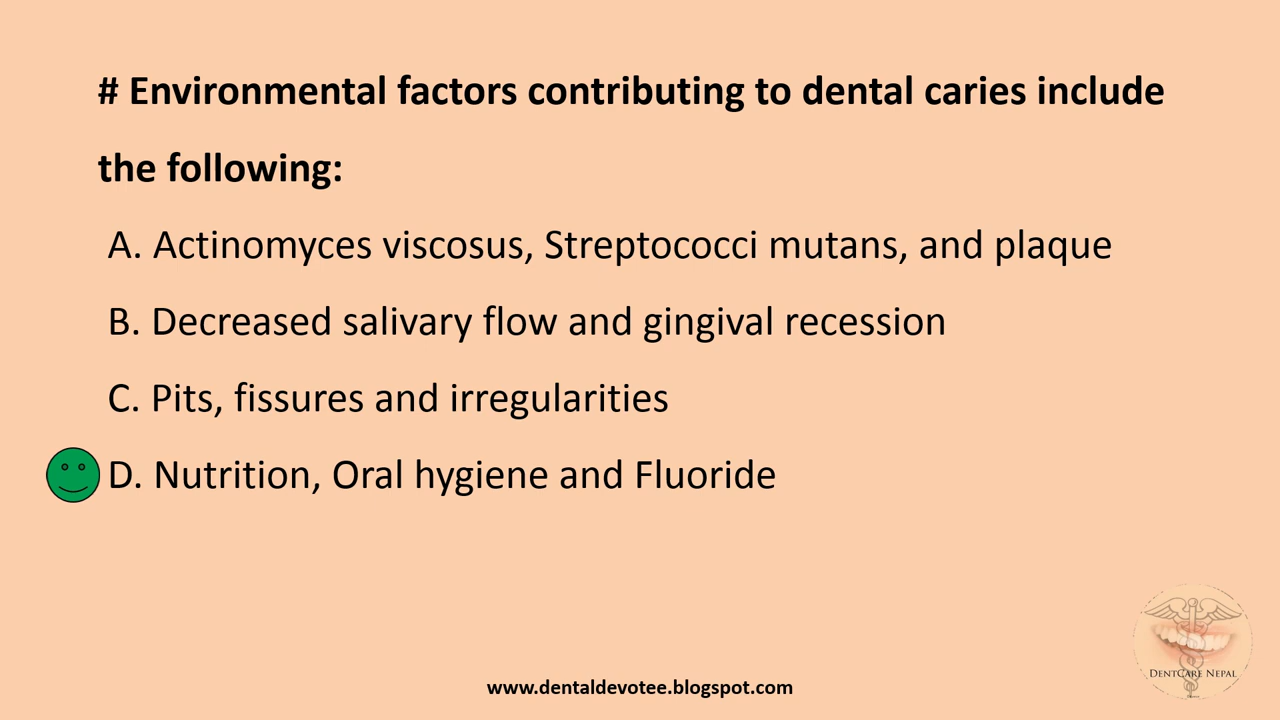 # Environmental factors contributing to dental caries include
the following:
A. Actinomyces viscosus, Streptococci mutans, and plaque
B. Decreased salivary flow and gingival recession
C. Pits, fissures and irregularities
D. Nutrition, Oral hygiene and Fluoride
DENTCARE NEPAL
www.dentaldevotee.blogspot.com